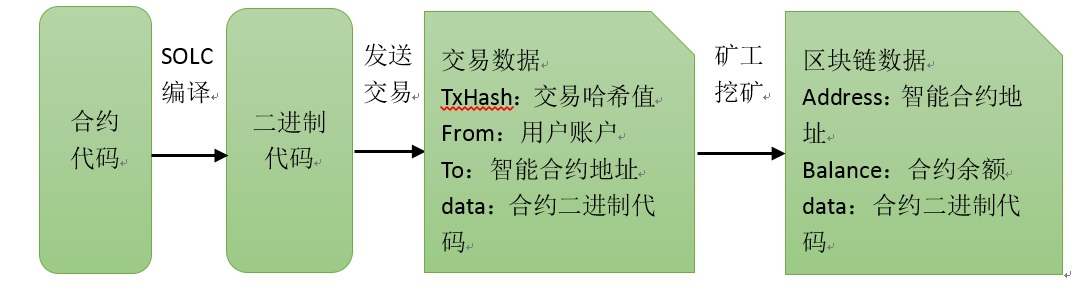 合约
代码
SOLC
编译
二进制
代码
发送
交易
交易数据
TxHash：交易哈希值
From：用户账户
To：智能合约地址
data：合约二进制代
码
矿工
挖矿
区块链数据
Address：智能合约地
址
Balance：合约余额
data：合约二进制代
码